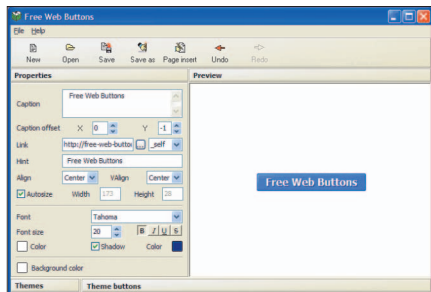 Free Web Buttons
File Help
New Open Save Save as Page insert Undo Redo
Properties Preview
Caption Free Web Buttons
Caption offset X 0 Y -1
Link http://free-web-buttor ... _self
Hint Free Web Buttons
Align Center VAlign Center
Autosize Width 173 Height 28
Free Web Buttons
Font Tahoma
Font size 20 B I U S
Color Shadow Color
Background color
Themes Theme buttons